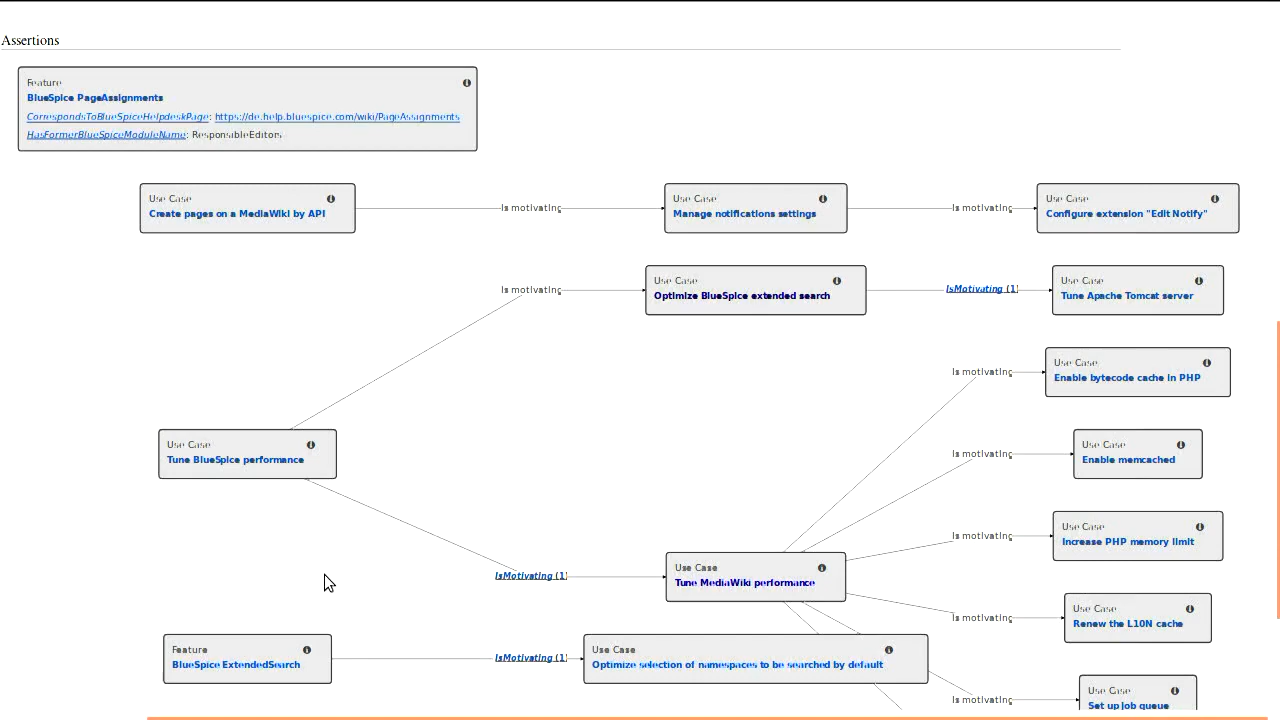 Assertions
Feature
BlueSpice PageAssignments
CorrespondsToBlueSpiceHelpdeskPage: https://de.help.bluespice.com/wiki/PageAssignments
HasFormerBlueSpiceModuleName: ResponsibleEditors
Use Case
Create pages on a MediaWiki by API
Is motivating
Use Case
Manage notifications settings
Is motivating
Use Case
Configure extension "Edit Notify"
Is motivating
Use Case
Optimize BlueSpice extended search
IsMotivating (1)
Use Case
Tune Apache Tomcat server
Is motivating
Use Case
Enable bytecode cache in PHP
Use Case
Tune BlueSpice performance
Is motivating
Use Case
Enable memcached
Is motivating
Use Case
Increase PHP memory limit
IsMotivating (1)
Use Case
Tune MediaWiki performance
Is motivating
Use Case
Renew the L10N cache
Feature
BlueSpice ExtendedSearch
IsMotivating (1)
Use Case
Optimize selection of namespaces to be searched by default
Is motivating
Use Case
Set up job queue